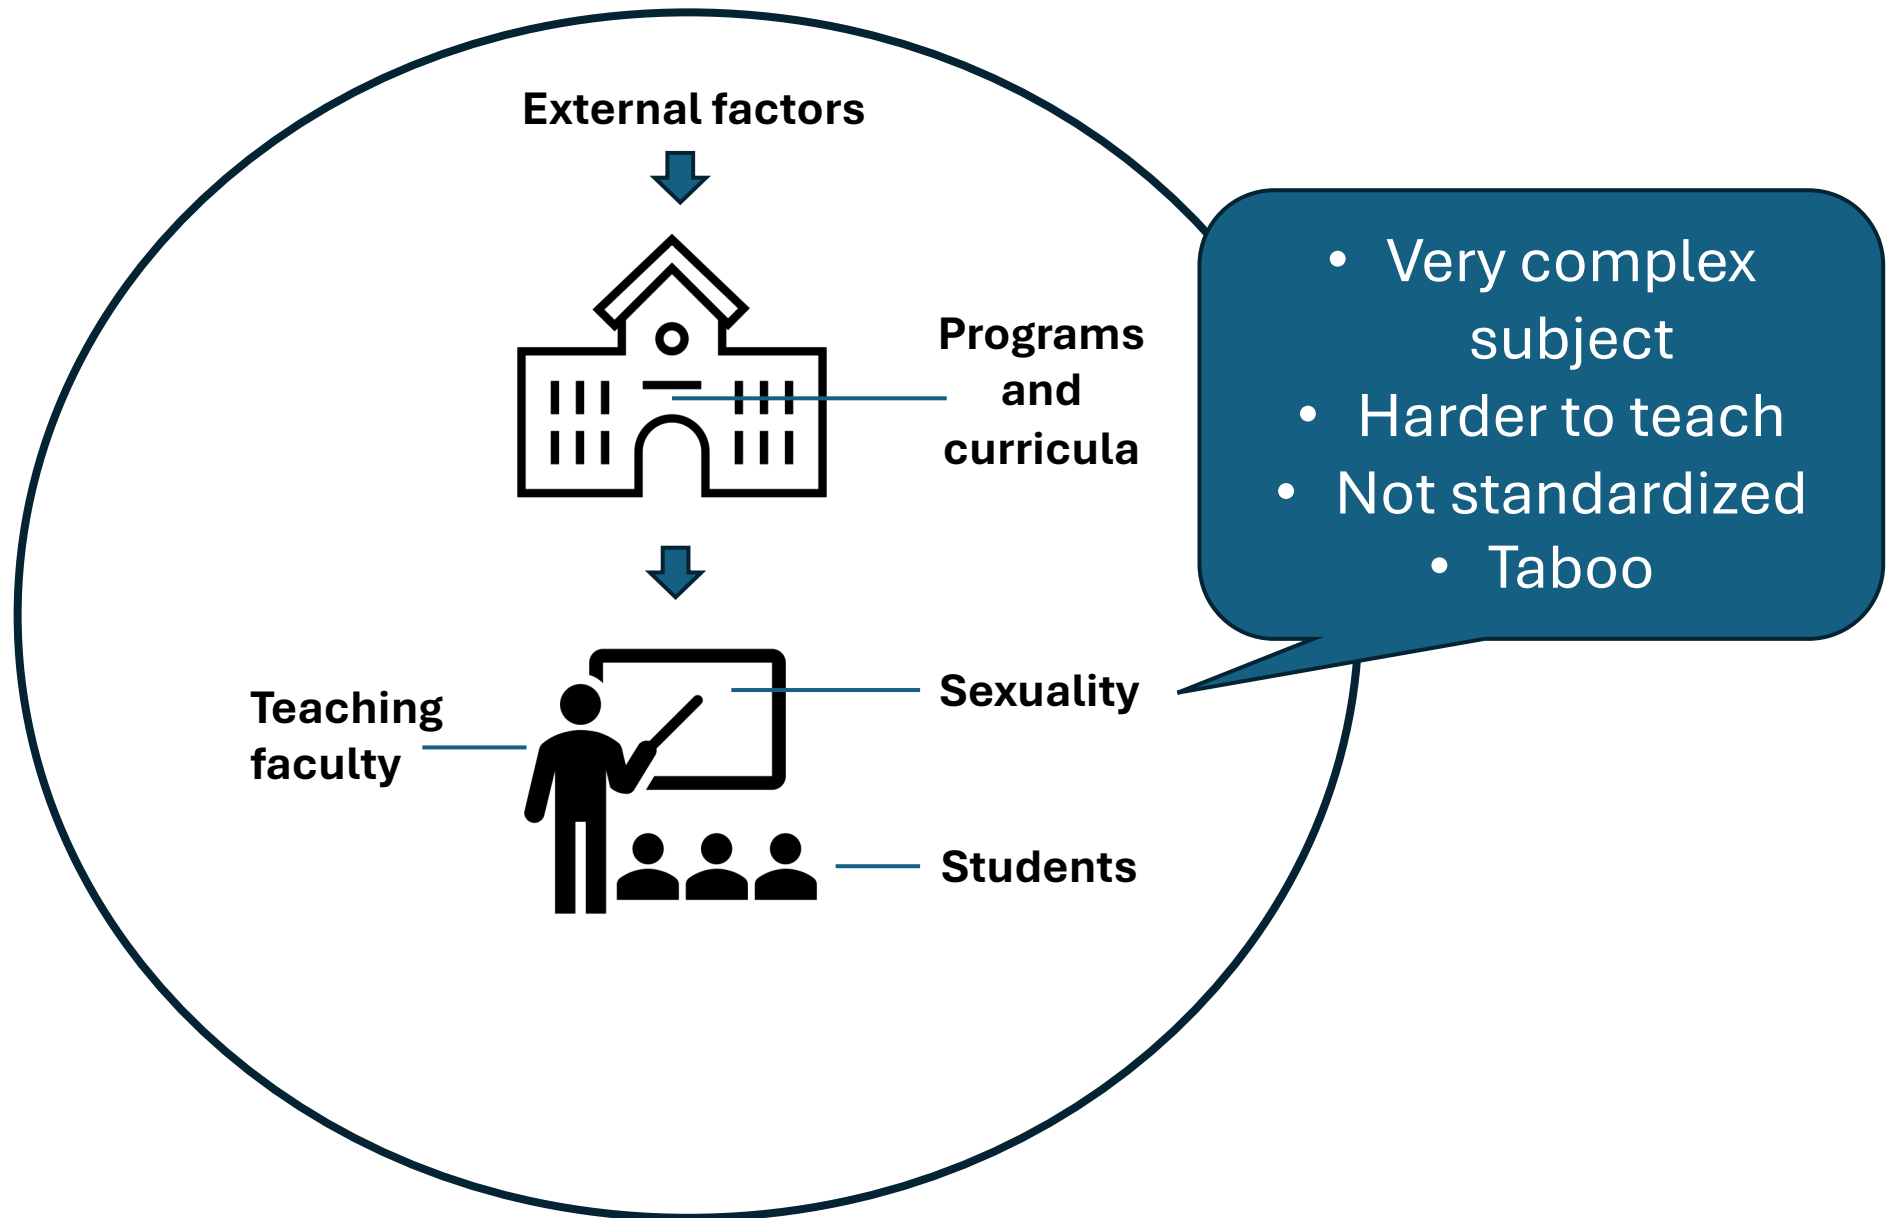 External factors
Programs
and
curricula
• Very complex
subject
• Harder to teach
• Not standardized
• Taboo
Teaching
faculty
Sexuality
Students